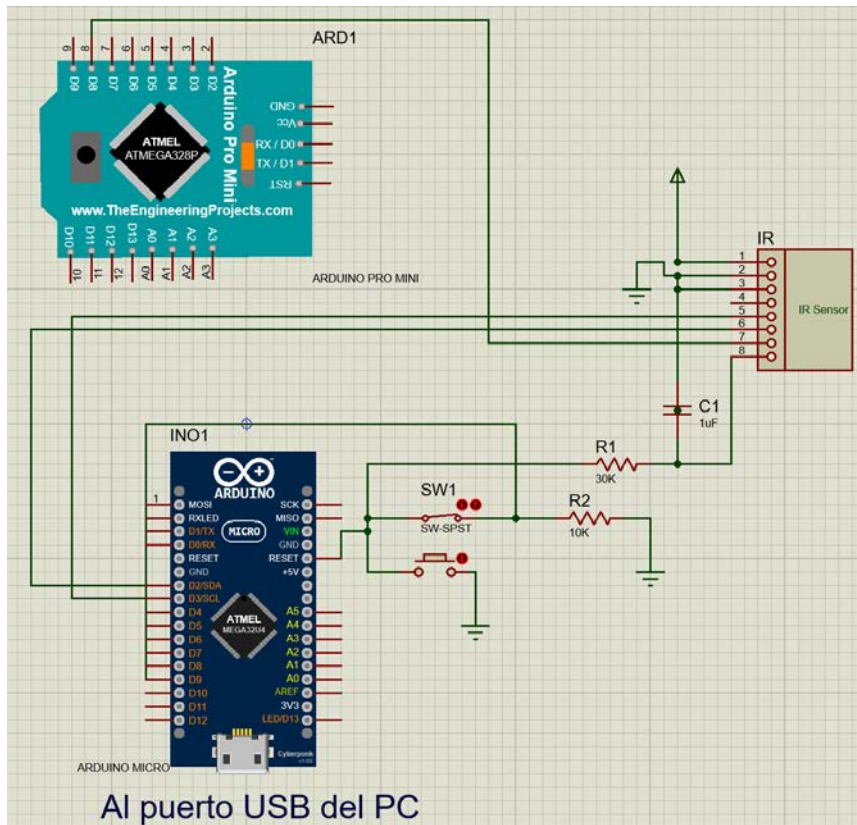 ARD1
9 8 7 6 5 4 3 2
D9 D8 D7 D6 D5 D4 D3 D2
Arduino Pro Mini
GND
Vcc
RX / D0
TX / D1
RST
ATMEL
ATMEGA328P
www.TheEngineeringProjects.com
D10 D11 D12 D13 A0 A1 A2 A3
10 11 12 A0 A1 A2 A3
ARDUINO PRO MINI
IR
1
2
3
4
5
6
7
8
IR Sensor
C1
1uF
R1
30K
SW1
SW-SPST
R2
10K
INO1
ARDUINO
MICRO
1
MOSI
RXLED
D1/TX
D0/RX
RESET
GND
D2/SDA
D3/SCL
D4
D5
D6
D7
D8
D9
D10
D11
D12
SCK
MISO
VIN
GND
RESET
+5V
A5
A4
A3
A2
A1
A0
AREF
3V3
LED/D13
ATMEL
MEGA32U4
ARDUINO MICRO
Al puerto USB del PC